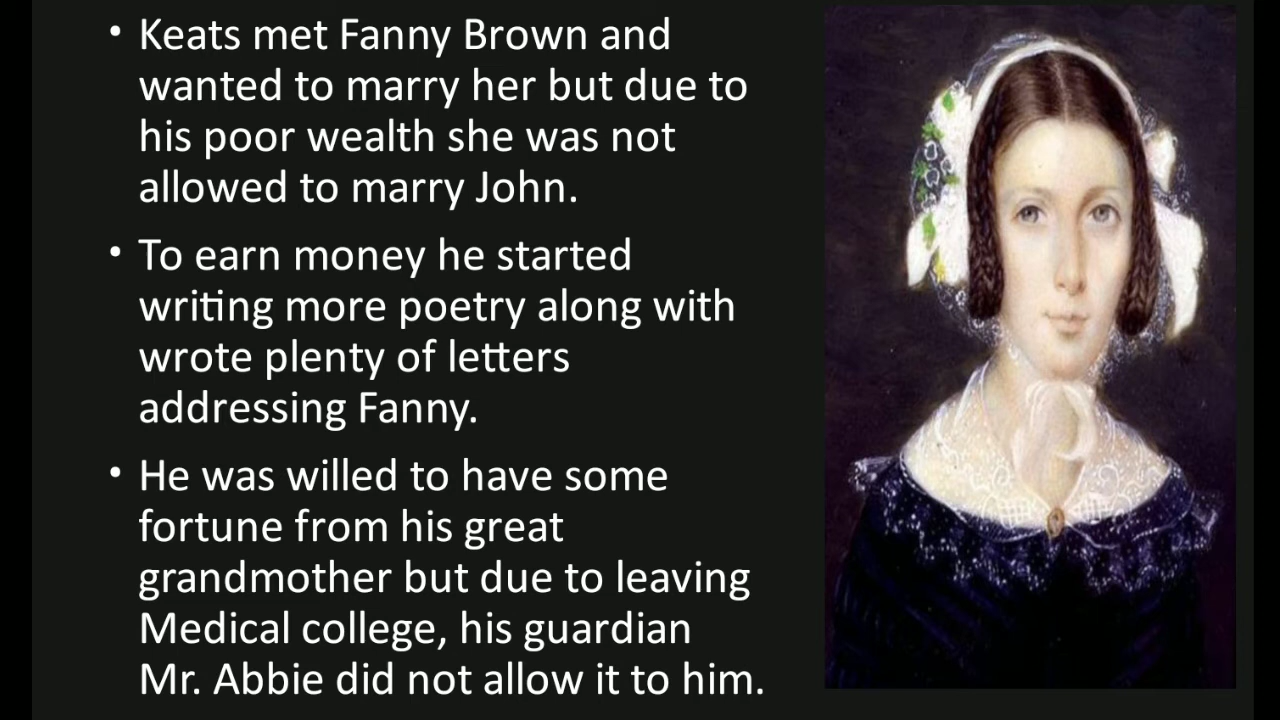 • Keats met Fanny Brown and
wanted to marry her but due to
his poor wealth she was not
allowed to marry John.
• To earn money he started
writing more poetry along with
wrote plenty of letters
addressing Fanny.
• He was willed to have some
fortune from his great
grandmother but due to leaving
Medical college, his guardian
Mr. Abbie did not allow it to him.